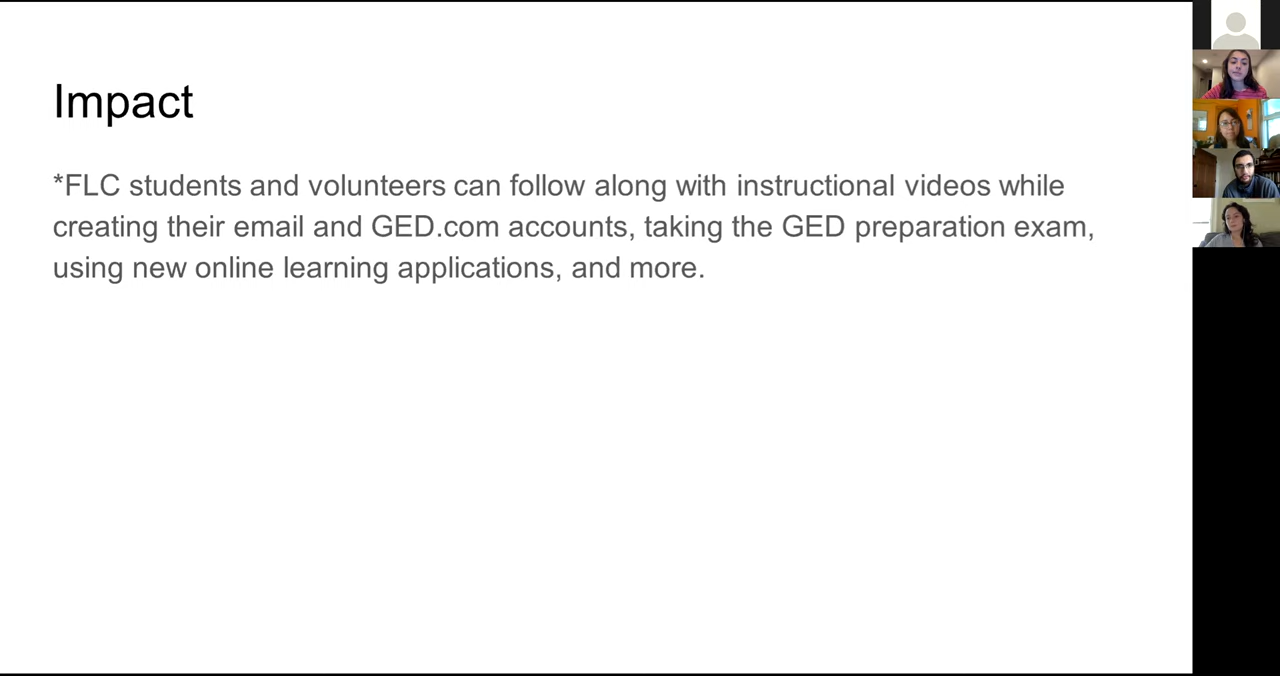 Impact
*FLC students and volunteers can follow along with instructional videos while
creating their email and GED.com accounts, taking the GED preparation exam,
using new online learning applications, and more.